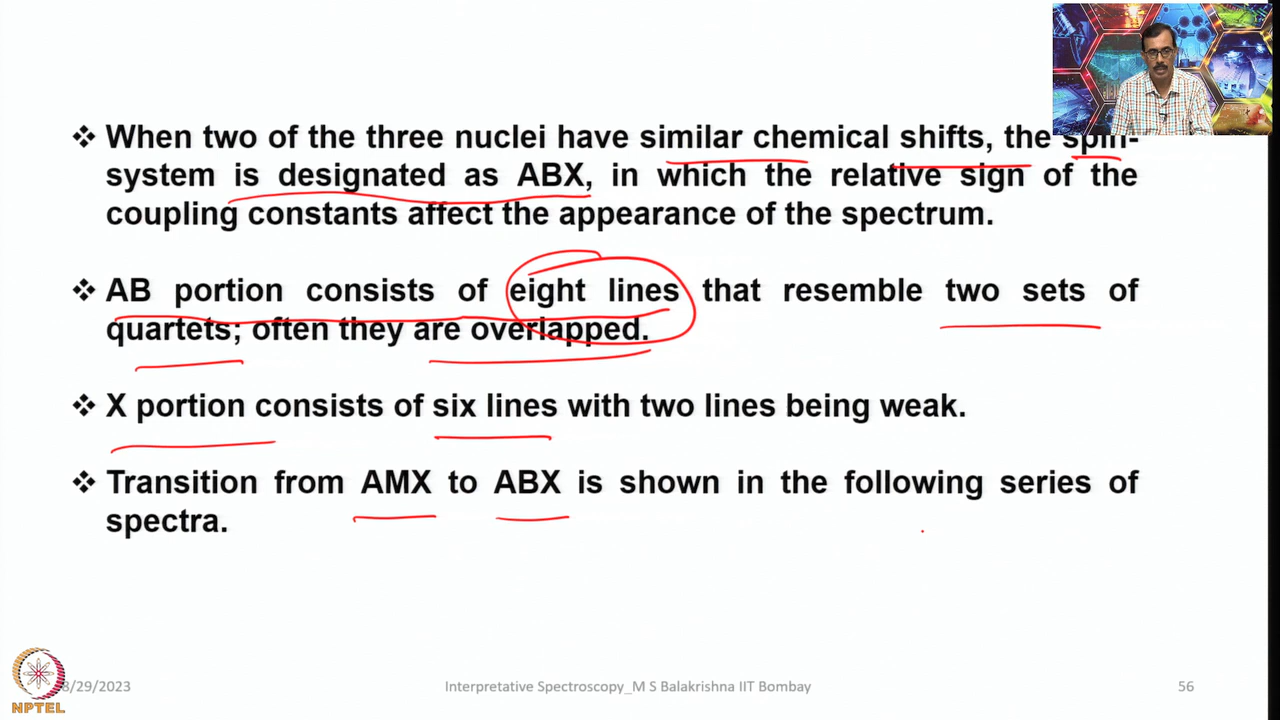 ❖ When two of the three nuclei have similar chemical shifts, the spin-
system is designated as ABX, in which the relative sign of the
coupling constants affect the appearance of the spectrum.
❖ AB portion consists of eight lines that resemble two sets of
quartets; often they are overlapped.
❖ X portion consists of six lines with two lines being weak.
❖ Transition from AMX to ABX is shown in the following series of
spectra.
8/29/2023
Interpretative Spectroscopy_M S Balakrishna IIT Bombay
56
NPTEL